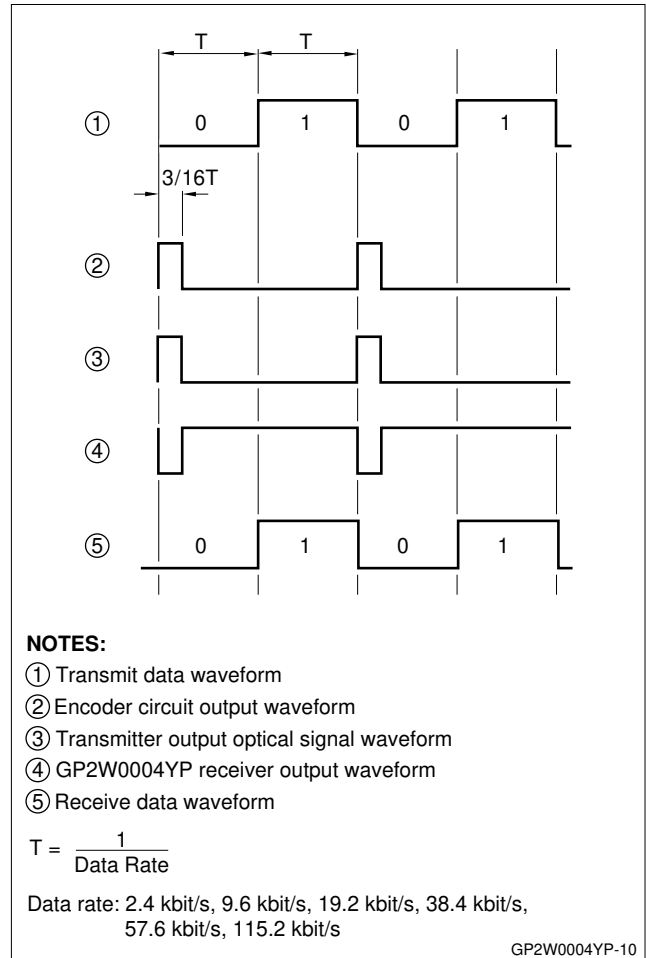 T T
① 0 1 0 1
3/16T
②
③
④
⑤ 0 1 0 1
NOTES:
① Transmit data waveform
② Encoder circuit output waveform
③ Transmitter output optical signal waveform
④ GP2W0004YP receiver output waveform
⑤ Receive data waveform
T = 1
Data Rate
Data rate: 2.4 kbit/s, 9.6 kbit/s, 19.2 kbit/s, 38.4 kbit/s,
57.6 kbit/s, 115.2 kbit/s
GP2W0004YP-10